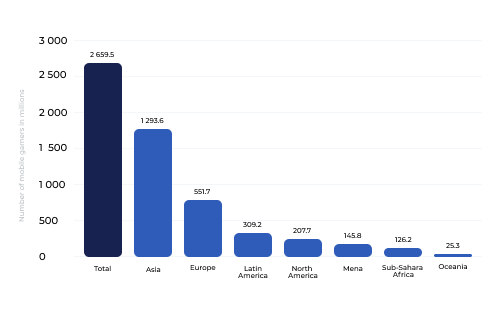 3 000
2 500
2 000
1 500
1 000
500
0
Number of mobile gamers in millions
2 659.5
1 293.6
551.7
309.2
207.7
145.8
126.2
25.3
Total
Asia
Europe
Latin
America
North
America
Mena
Sub-Sahara
Africa
Oceania